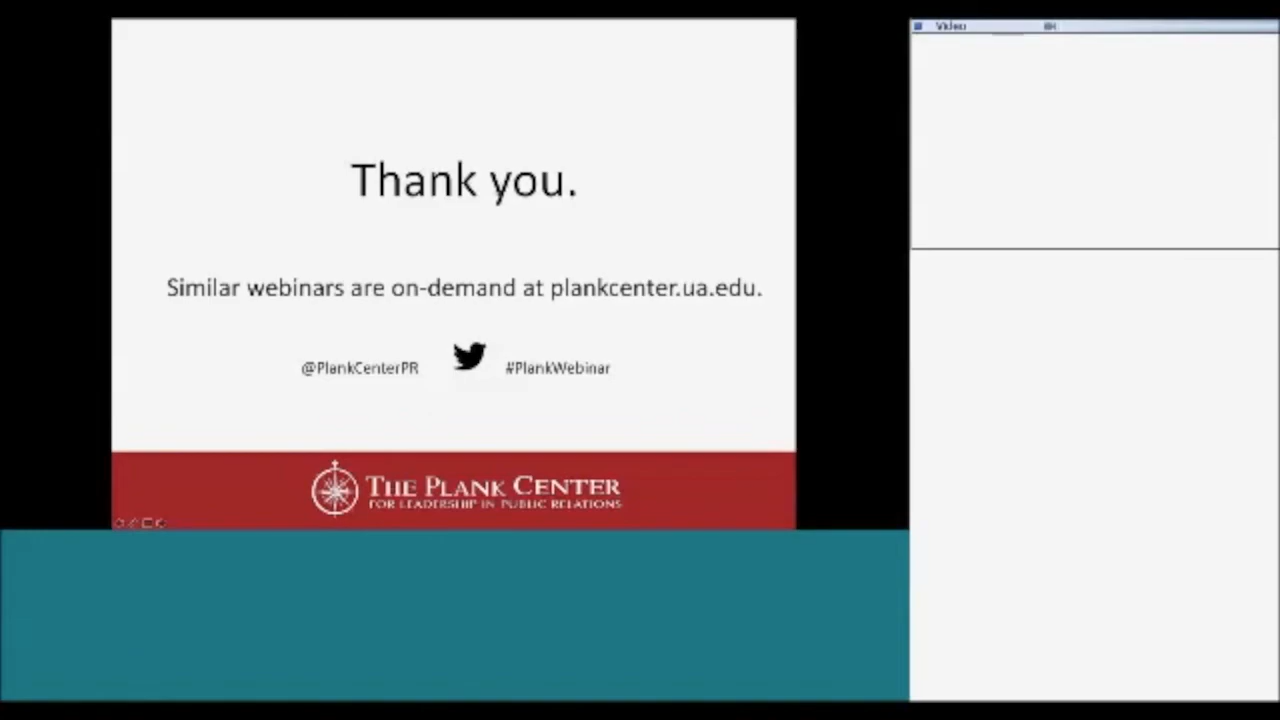 Video
Thank you.
Similar webinars are on-demand at plankcenter.ua.edu.
@PlankCenterPR
#PlankWebinar
THE PLANK CENTER
FOR LEADERSHIP IN PUBLIC RELATIONS